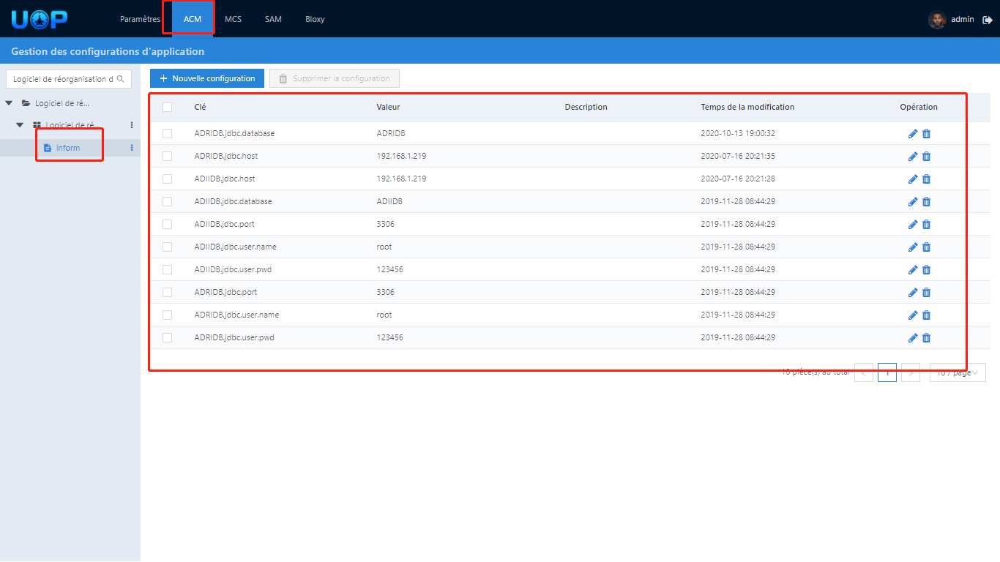 UOP
Paramètres ACM MCS SAM Bloxy admin
Gestion des configurations d'application
Logiciel de réorganisation d
Nouvelle configuration Supprimer la configuration
Logiciel de ré...
Logiciel de ré...
inform
Clé Valeur Description Temps de la modification Opération
ADRIDB.jdbc.database ADRIDB 2020-10-13 19:00:32
ADRIDB.jdbc.host 192.168.1.219 2020-07-16 20:21:35
ADIIDB.jdbc.host 192.168.1.219 2020-07-16 20:21:28
ADIIDB.jdbc.database ADIIDB 2019-11-28 08:44:29
ADIIDB.jdbc.port 3306 2019-11-28 08:44:29
ADIIDB.jdbc.user.name root 2019-11-28 08:44:29
ADIIDB.jdbc.user.pwd 123456 2019-11-28 08:44:29
ADRIDB.jdbc.port 3306 2019-11-28 08:44:29
ADRIDB.jdbc.user.name root 2019-11-28 08:44:29
ADRIDB.jdbc.user.pwd 123456 2019-11-28 08:44:29
10 pièce(s) au total < 1 > 10 / page